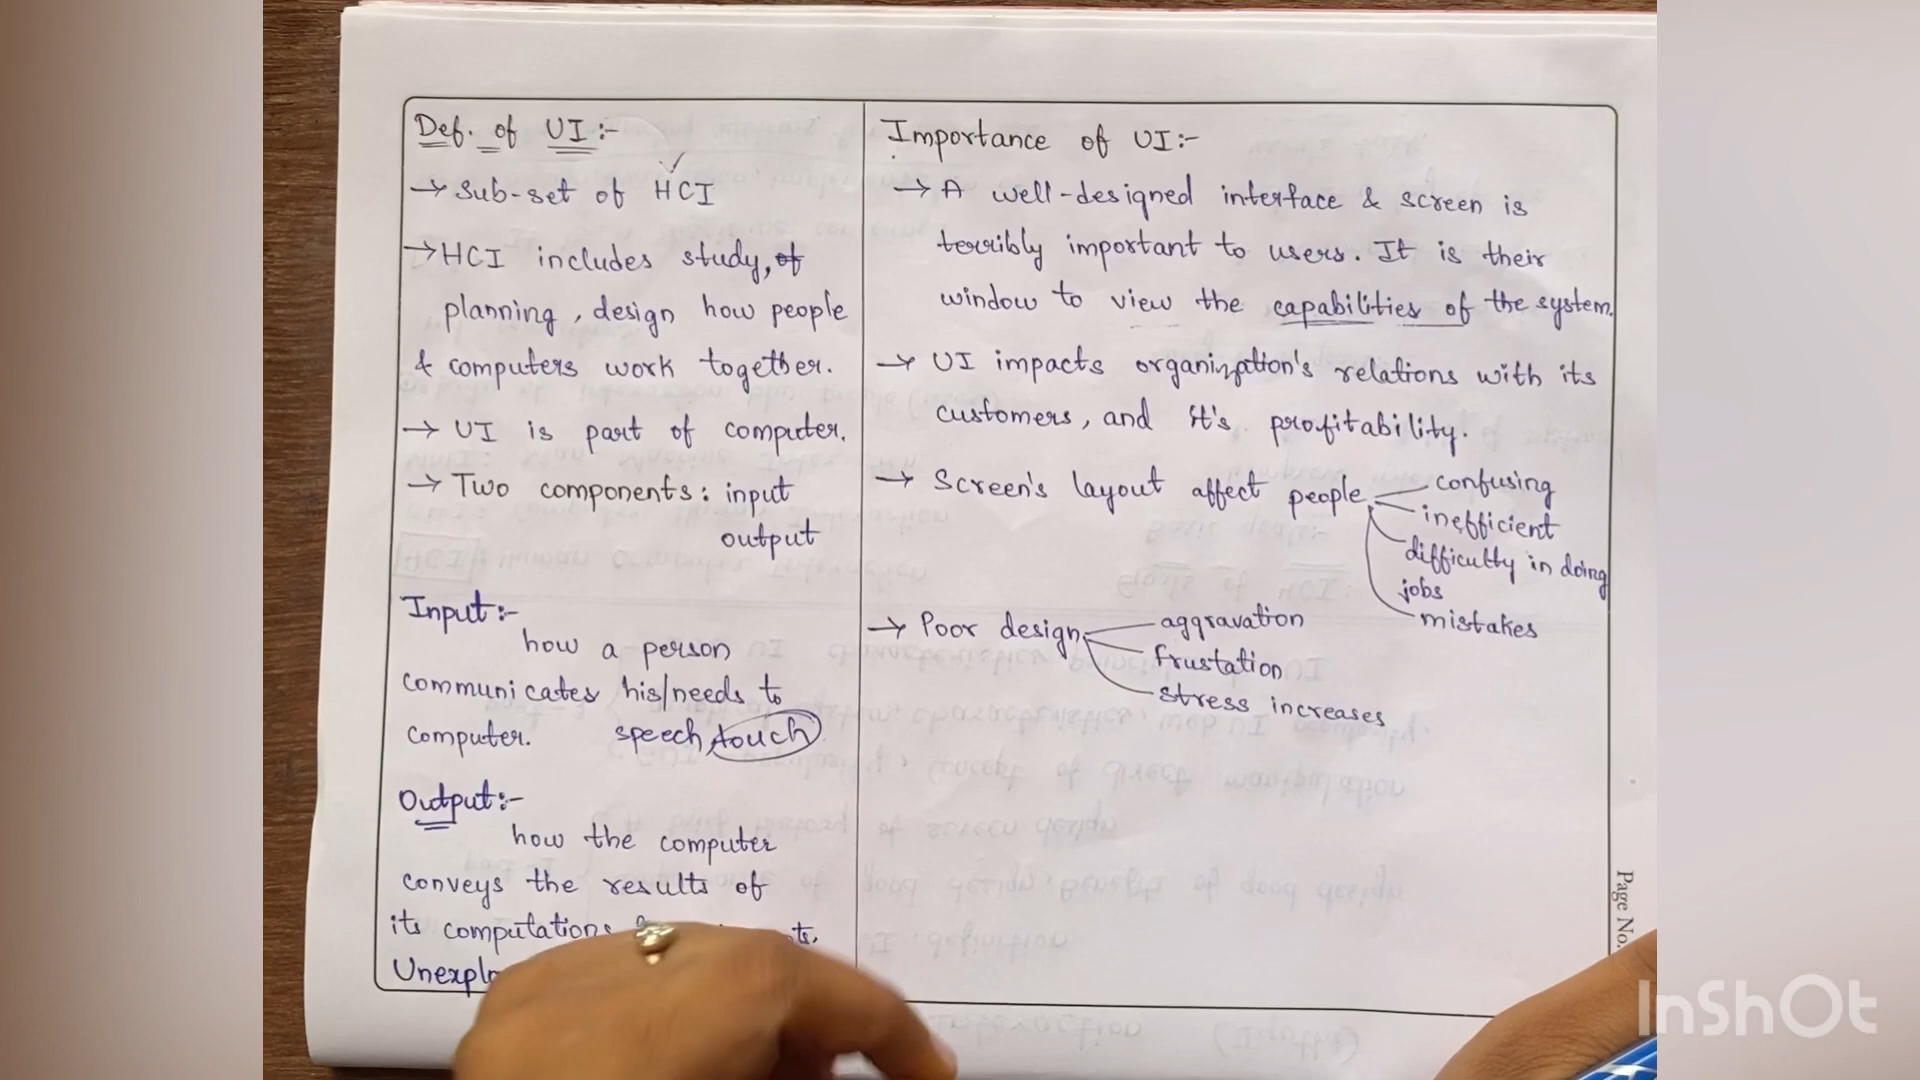 Def. of UI:-
→ Sub-set of HCI
→ HCI includes study, of
planning, design how people
& computers work together.
→ UI is part of computer.
→ Two components: input
output
Input:-
how a person
communicates his/needs to
computer. speech, touch
Output:-
how the computer
conveys the results of
its computations
Importance of UI:-
→ A well-designed interface & screen is
terribly important to users. It is their
window to view the capabilities of the system.
→ UI impacts organization's relations with its
customers, and it's profitability.
→ Screen's layout affect people
confusing
inefficient
difficulty in doing
jobs
mistakes
→ Poor design
aggravation
frustation
stress increases
Page No.
InShOt